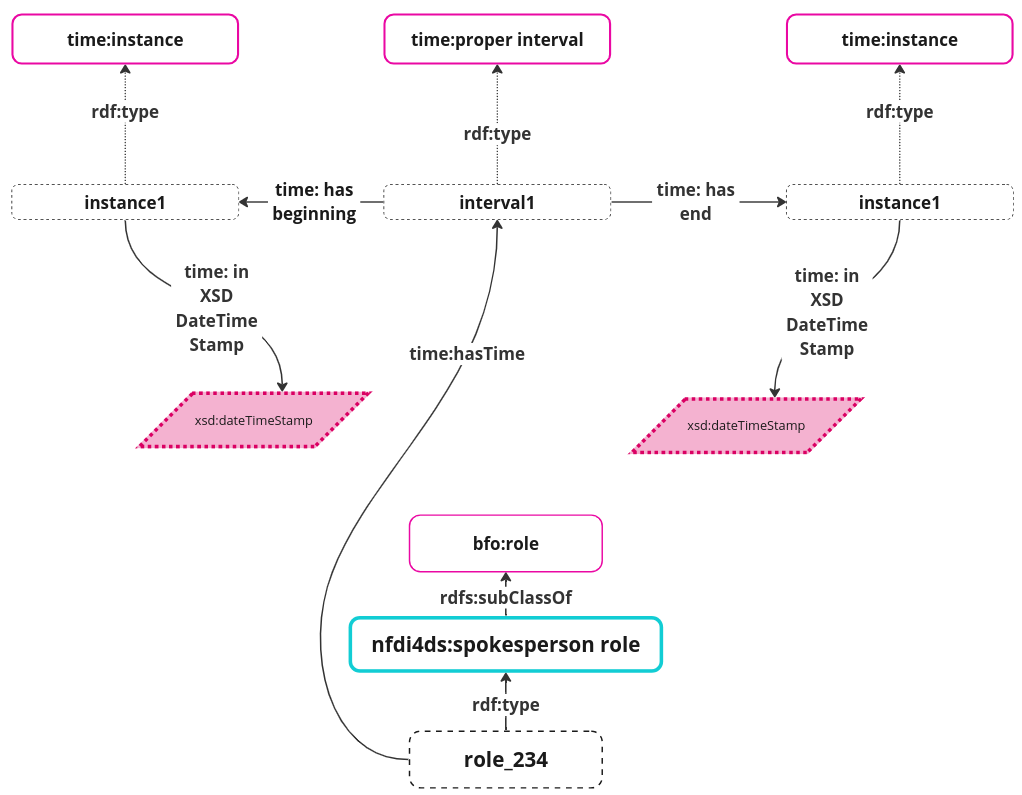 time:instance
time:proper interval
time:instance
rdf:type
rdf:type
rdf:type
instance1
time: has
beginning
interval1
time: has
end
instance1
time: in
XSD
DateTime
Stamp
time: in
XSD
DateTime
Stamp
time:hasTime
xsd:dateTimeStamp
xsd:dateTimeStamp
bfo:role
rdfs:subClassOf
nfdi4ds:spokesperson role
rdf:type
role_234